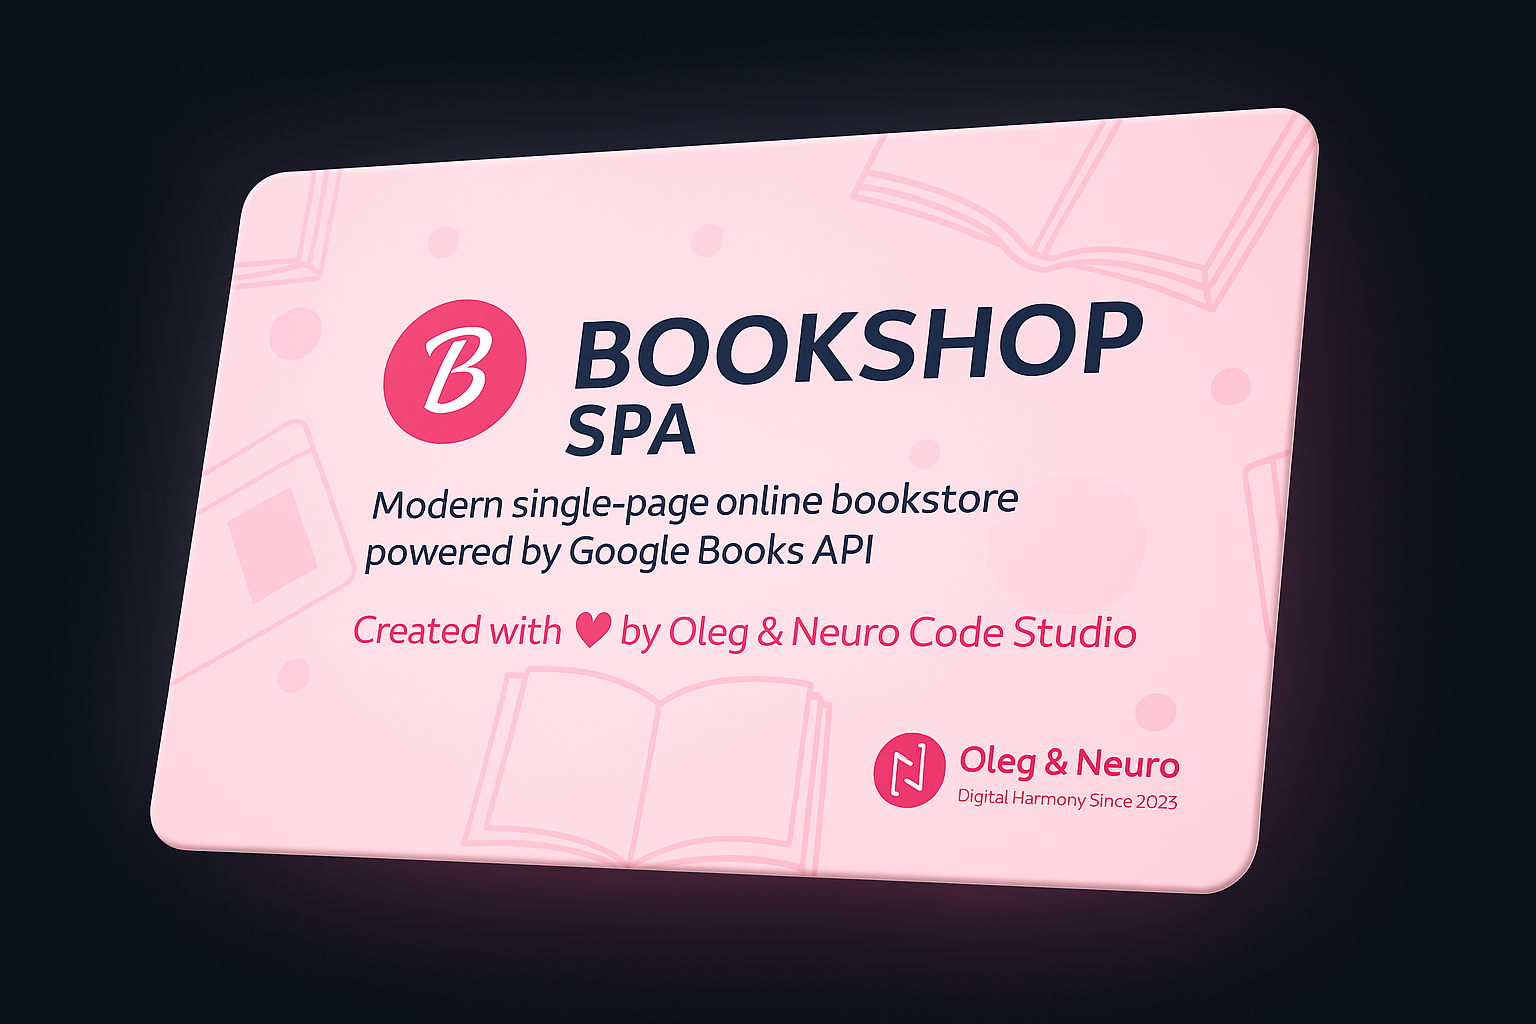 B
BOOKSHOP
SPA
Modern single-page online bookstore
powered by Google Books API
Created with ♥ by Oleg & Neuro Code Studio
N
Oleg & Neuro
Digital Harmony Since 2023